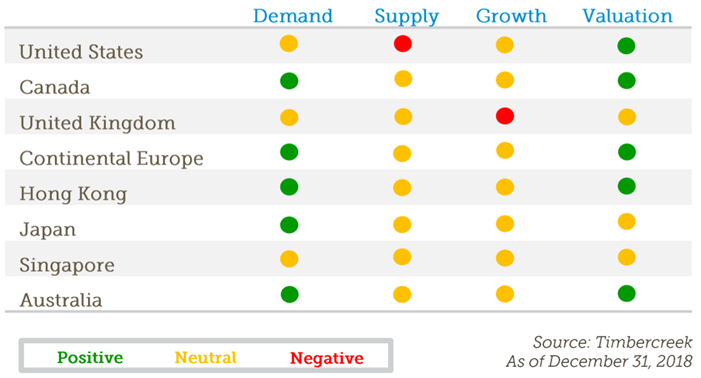 Demand Supply Growth Valuation
United States
Canada
United Kingdom
Continental Europe
Hong Kong
Japan
Singapore
Australia
Positive Neutral Negative
Source: Timbercreek
As of December 31, 2018